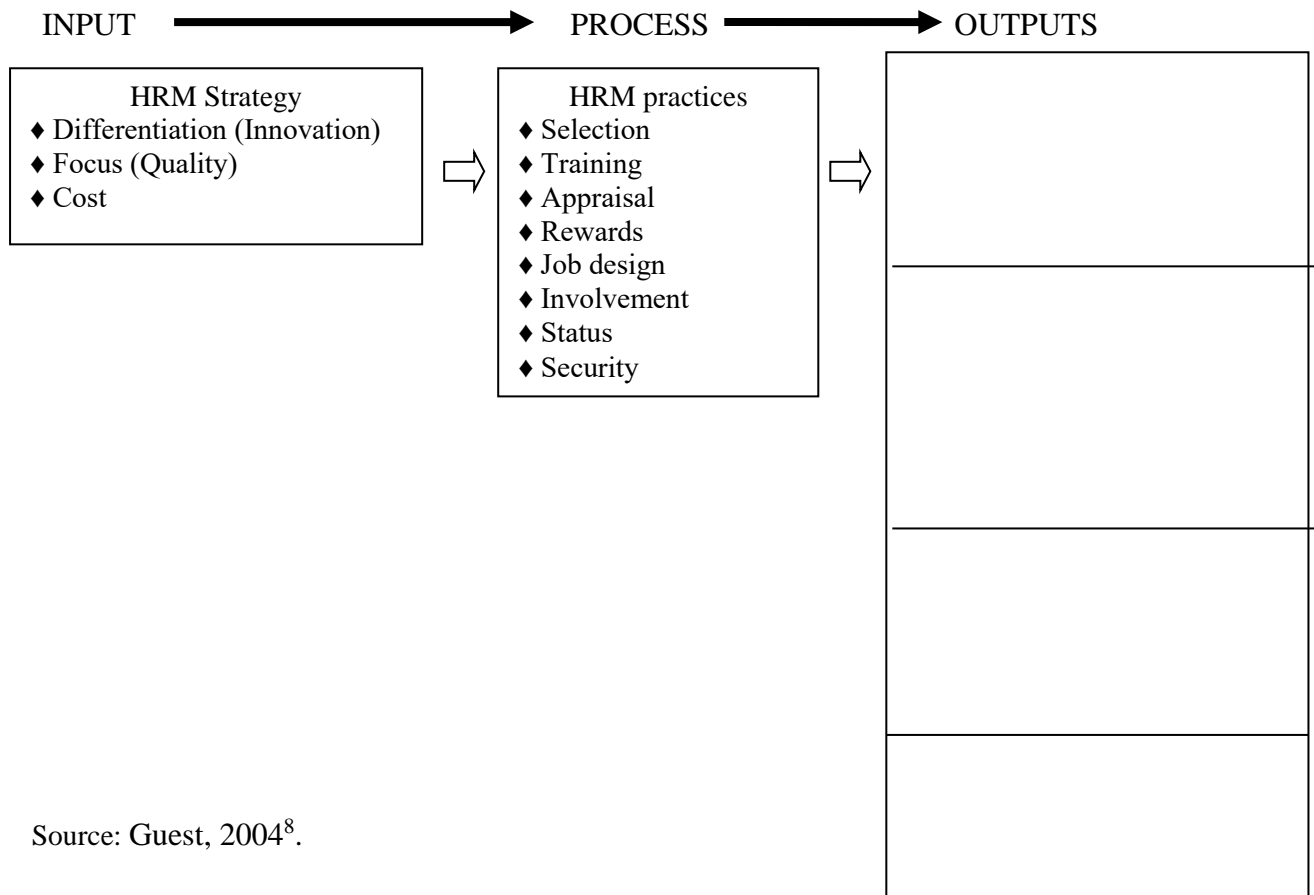 INPUT PROCESS OUTPUTS
HRM Strategy
♦ Differentiation (Innovation)
♦ Focus (Quality)
♦ Cost
HRM practices
♦ Selection
♦ Training
♦ Appraisal
♦ Rewards
♦ Job design
♦ Involvement
♦ Status
♦ Security
Source: Guest, 2004⁸.